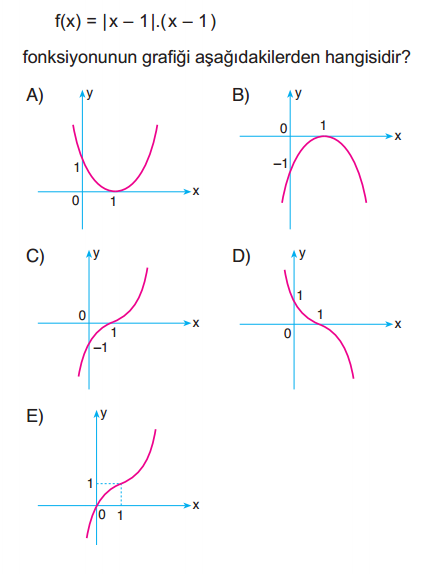 f(x) = |x – 1|.(x – 1)
fonksiyonunun grafiği aşağıdakilerden hangisidir?
A) y 1 0 1 x
B) y 0 1 x –1
C) y 0 1 x –1
D) y 1 1 0 x
E) y 1 0 1 x